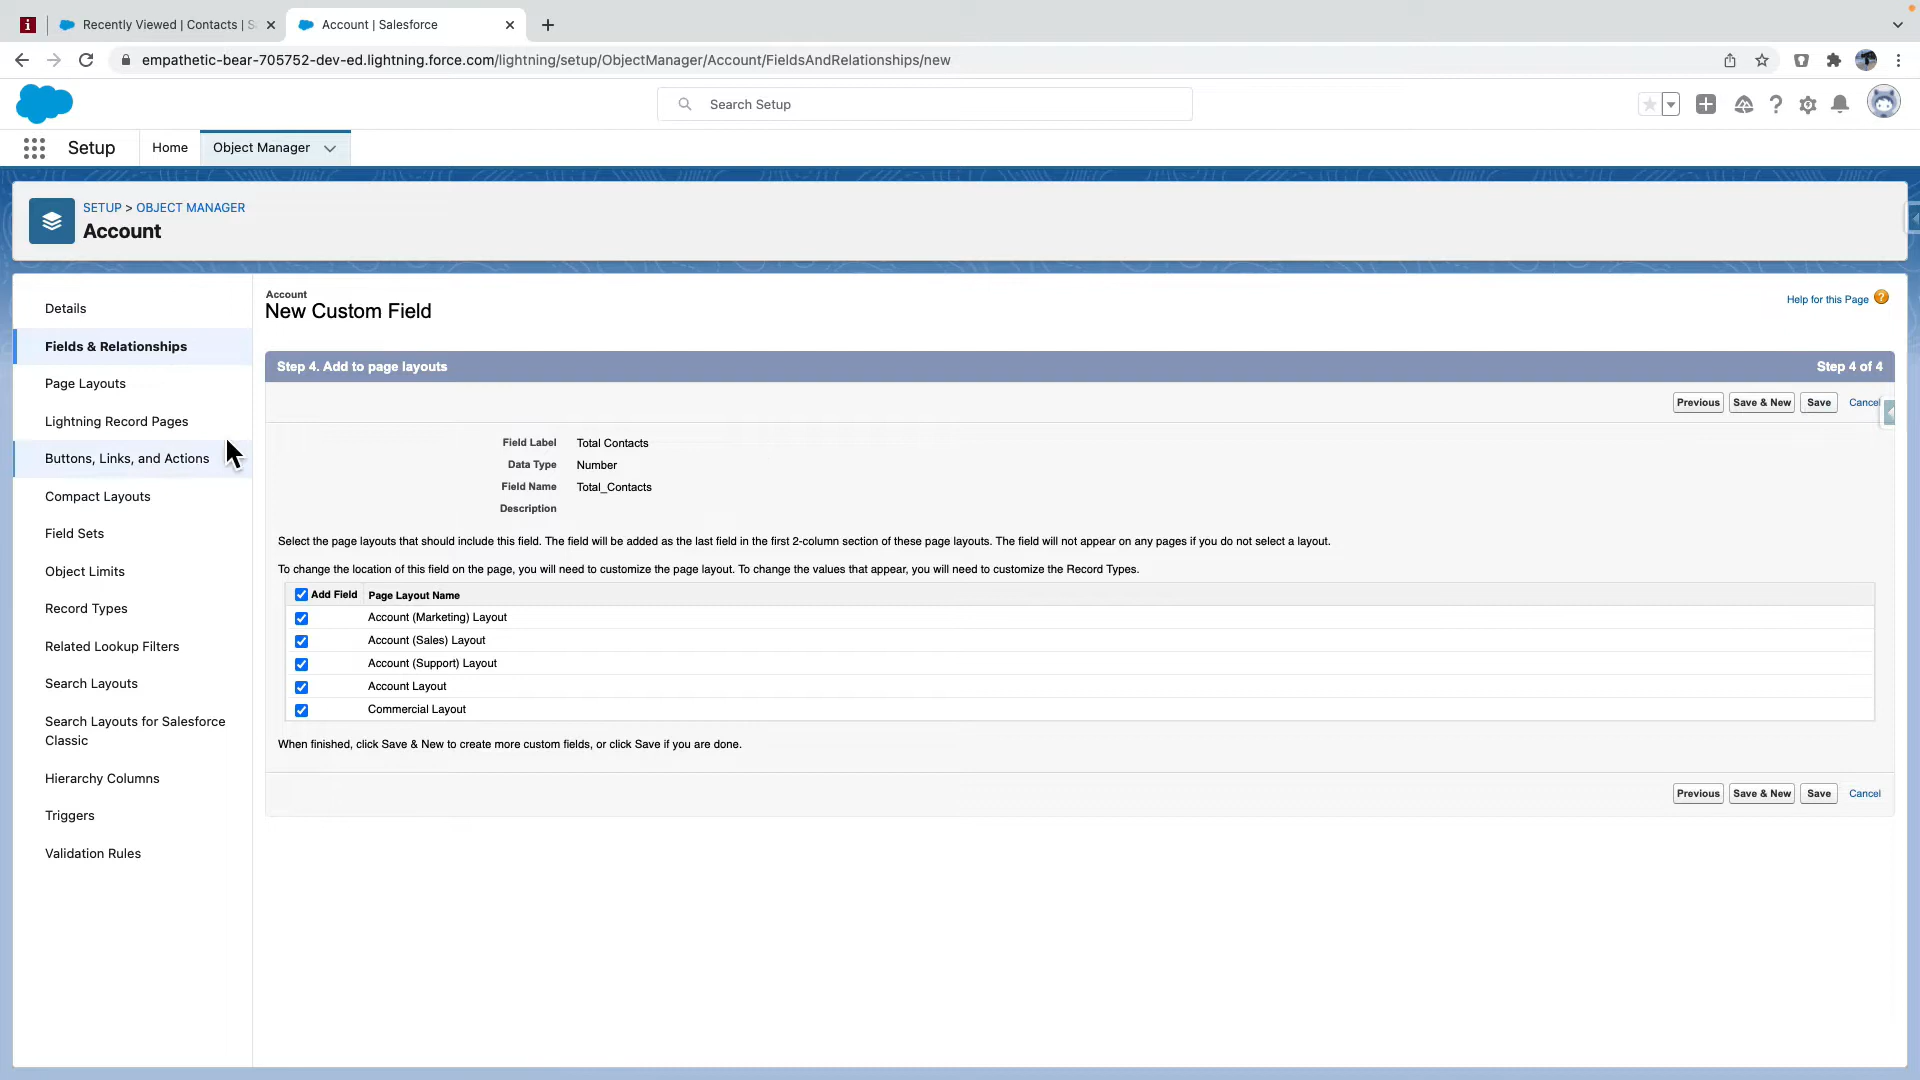 Recently Viewed | Contacts | S
Account | Salesforce
empathetic-bear-705752-dev-ed.lightning.force.com/lightning/setup/ObjectManager/Account/FieldsAndRelationships/new
Search Setup
Setup
Home
Object Manager
SETUP > OBJECT MANAGER
Account
Details
Fields & Relationships
Page Layouts
Lightning Record Pages
Buttons, Links, and Actions
Compact Layouts
Field Sets
Object Limits
Record Types
Related Lookup Filters
Search Layouts
Search Layouts for Salesforce
Classic
Hierarchy Columns
Triggers
Validation Rules
Account
New Custom Field
Help for this Page ?
Step 4. Add to page layouts
Step 4 of 4
Previous Save & New Save Cancel
Field Label Total Contacts
Data Type Number
Field Name Total_Contacts
Description
Select the page layouts that should include this field. The field will be added as the last field in the first 2-column section of these page layouts. The field will not appear on any pages if you do not select a layout.
To change the location of this field on the page, you will need to customize the page layout. To change the values that appear, you will need to customize the Record Types.
Add Field Page Layout Name
Account (Marketing) Layout
Account (Sales) Layout
Account (Support) Layout
Account Layout
Commercial Layout
When finished, click Save & New to create more custom fields, or click Save if you are done.
Previous Save & New Save Cancel